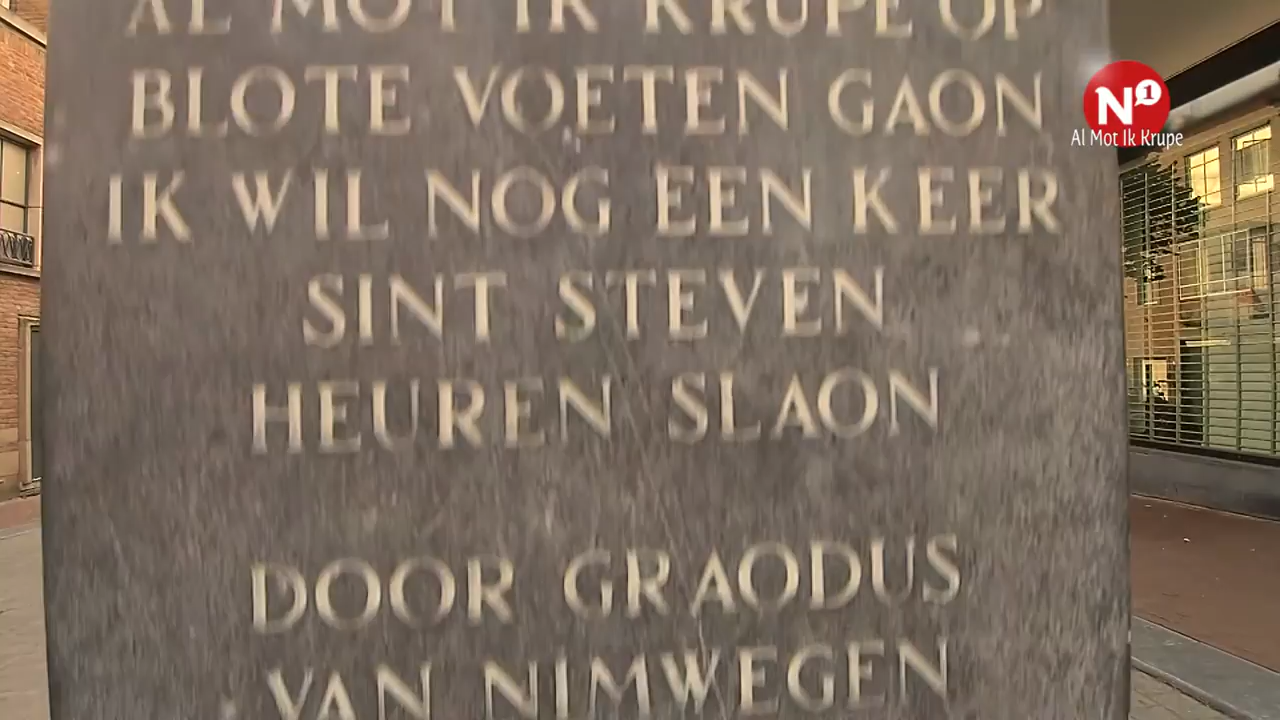 AL MOT IK KRUPE OP
BLOTE VOETEN GAON
IK WIL NOG EEN KEER
SINT STEVEN
HEUREN SLAON
DOOR GRAODUS
VAN NIMWEGEN
N1
Al Mot Ik Krupe